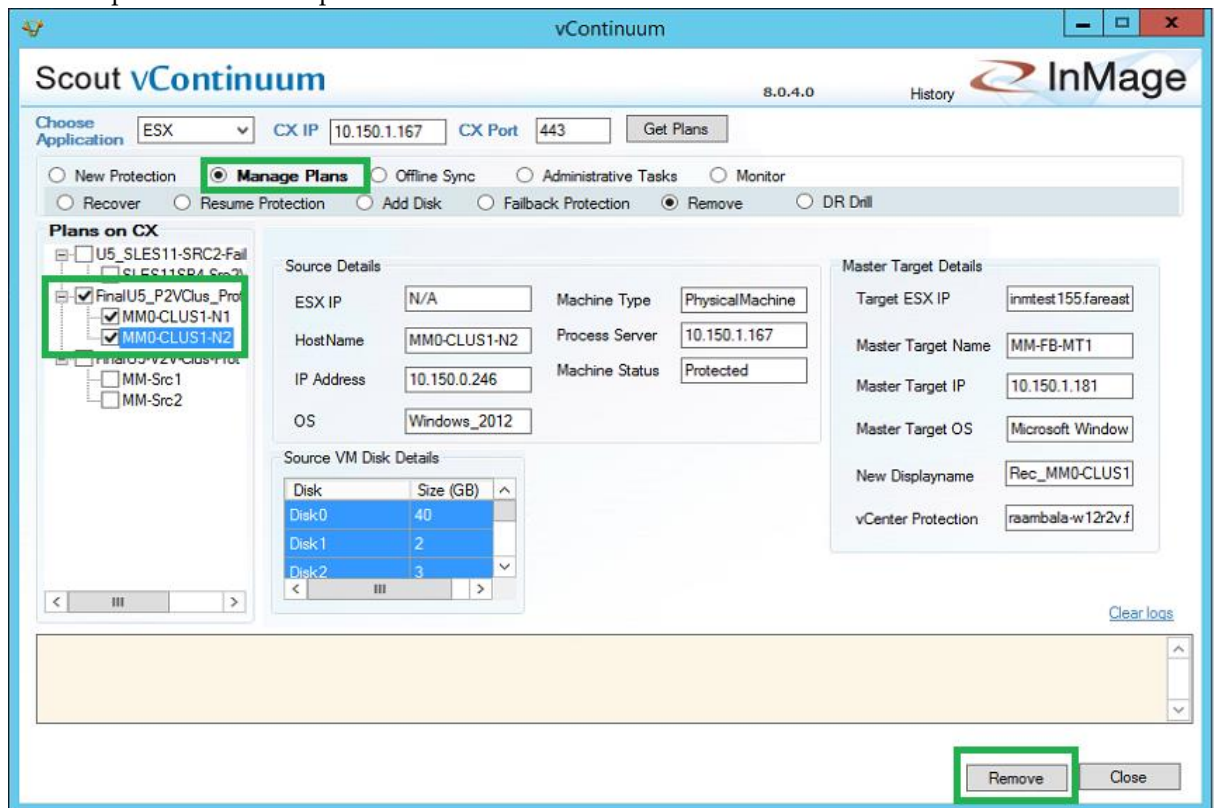 vContinuum
Scout vContinuum
8.0.4.0
History
InMage
Choose Application
ESX
CX IP
10.150.1.167
CX Port
443
Get Plans
New Protection
Manage Plans
Offline Sync
Administrative Tasks
Monitor
Recover
Resume Protection
Add Disk
Failback Protection
Remove
DR Drill
Plans on CX
U5_SLES11-SRC2-Fail
FinalU5_P2VClus_Prot
MM0-CLUS1-N1
MM0-CLUS1-N2
FinalU5-V2V-Clus-Prot
MM-Src1
MM-Src2
Source Details
ESX IP
N/A
Machine Type
PhysicalMachine
HostName
MM0-CLUS1-N2
Process Server
10.150.1.167
IP Address
10.150.0.246
Machine Status
Protected
OS
Windows_2012
Source VM Disk Details
Disk
Size (GB)
Disk0
40
Disk1
2
Disk2
3
Master Target Details
Target ESX IP
inmtest155.fareast
Master Target Name
MM-FB-MT1
Master Target IP
10.150.1.181
Master Target OS
Microsoft Window
New Displayname
Rec_MM0-CLUS1
vCenter Protection
raambala-w12r2v.f
Clear logs
Remove
Close